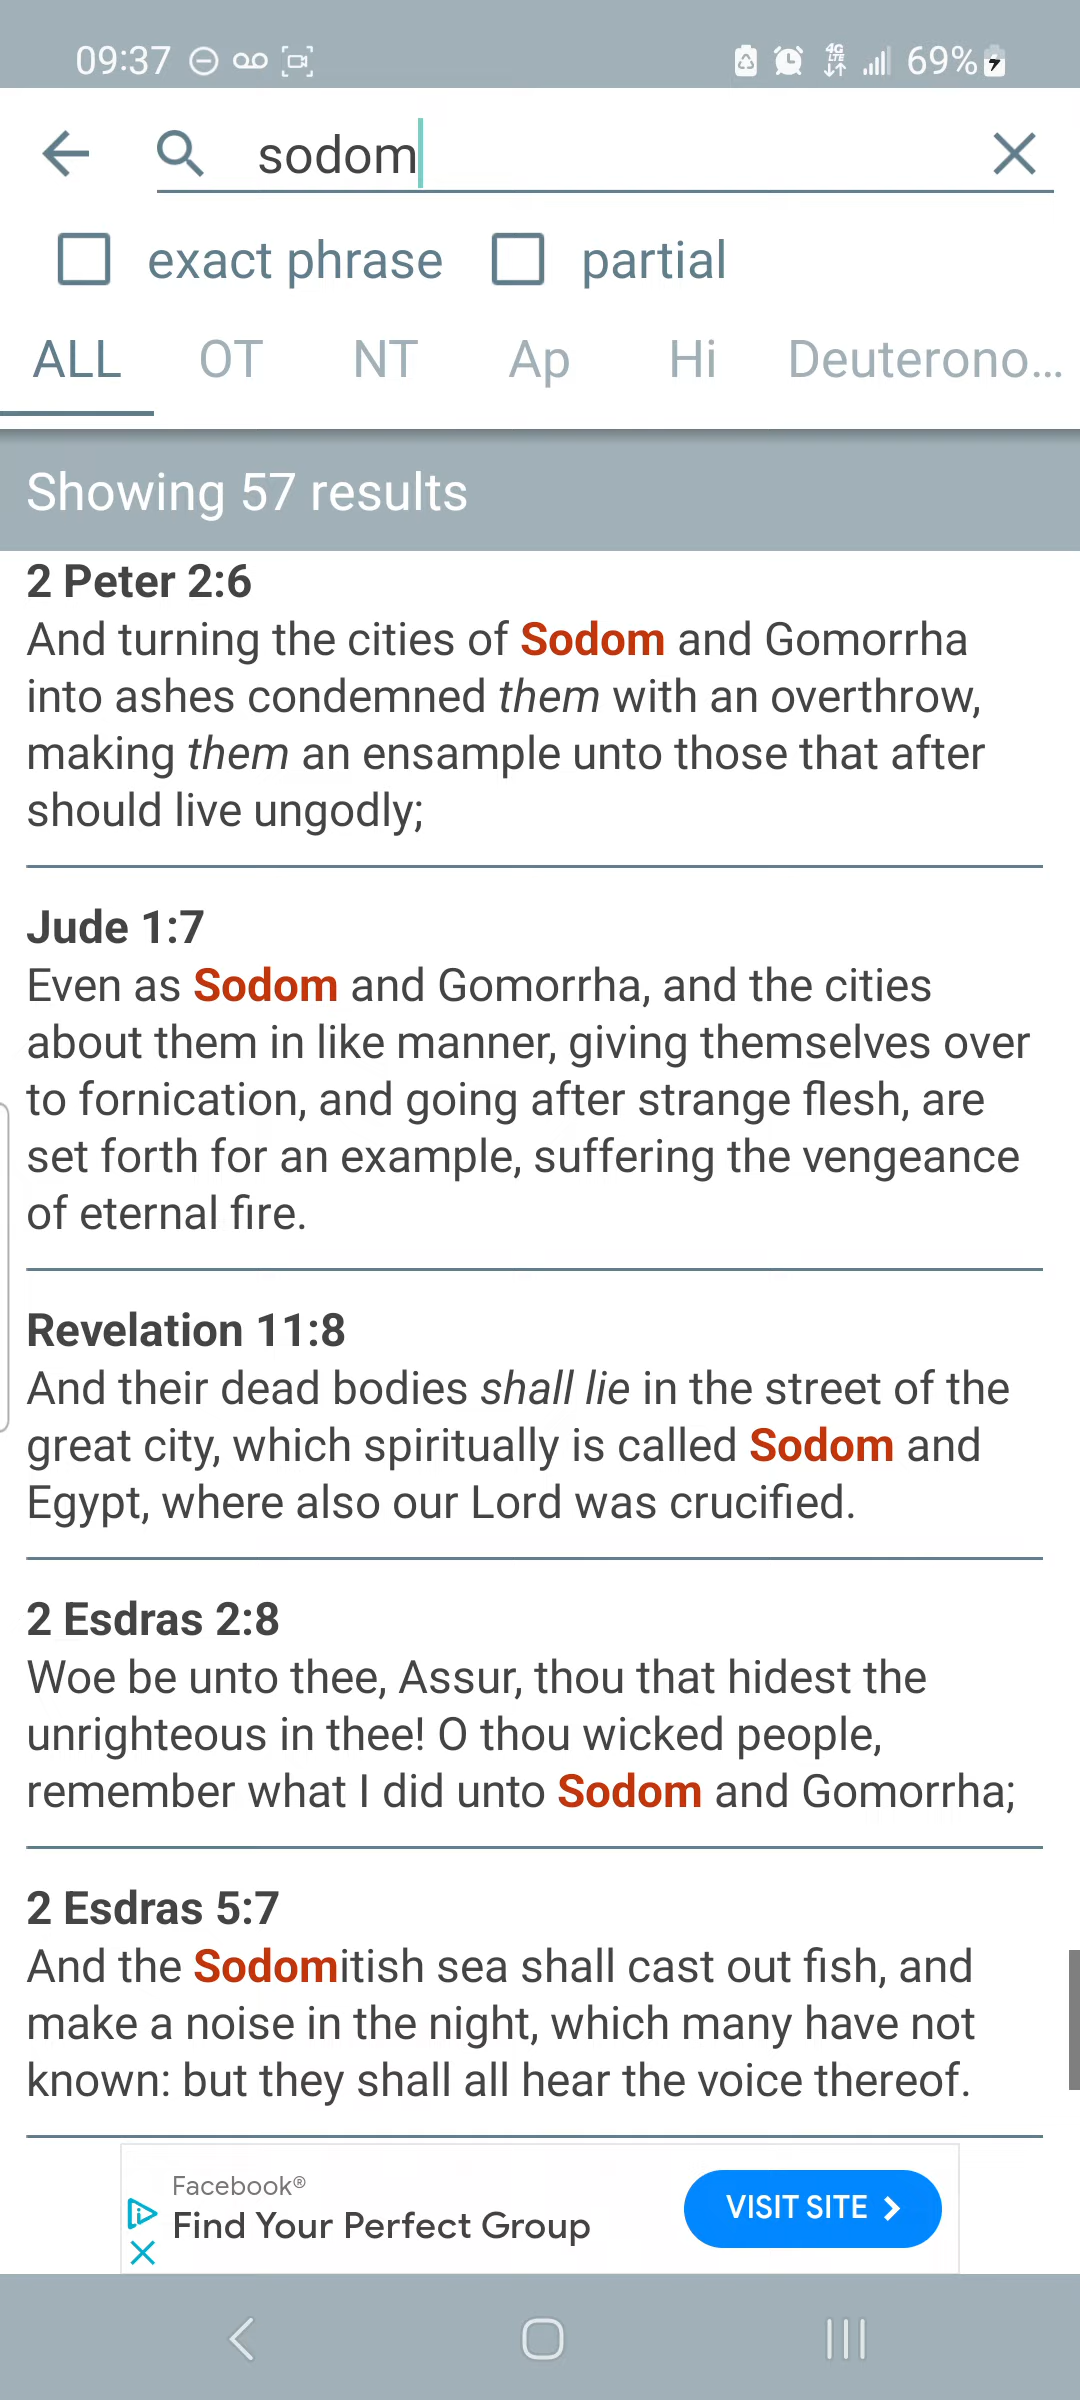 09:37
4G
LTE
69%
sodom
exact phrase
partial
ALL OT NT Ap Hi Deuterono...
Showing 57 results
2 Peter 2:6
And turning the cities of Sodom and Gomorrha
into ashes condemned them with an overthrow,
making them an ensample unto those that after
should live ungodly;
Jude 1:7
Even as Sodom and Gomorrha, and the cities
about them in like manner, giving themselves over
to fornication, and going after strange flesh, are
set forth for an example, suffering the vengeance
of eternal fire.
Revelation 11:8
And their dead bodies shall lie in the street of the
great city, which spiritually is called Sodom and
Egypt, where also our Lord was crucified.
2 Esdras 2:8
Woe be unto thee, Assur, thou that hidest the
unrighteous in thee! O thou wicked people,
remember what I did unto Sodom and Gomorrha;
2 Esdras 5:7
And the Sodomitish sea shall cast out fish, and
make a noise in the night, which many have not
known: but they shall all hear the voice thereof.
Facebook®
Find Your Perfect Group
VISIT SITE